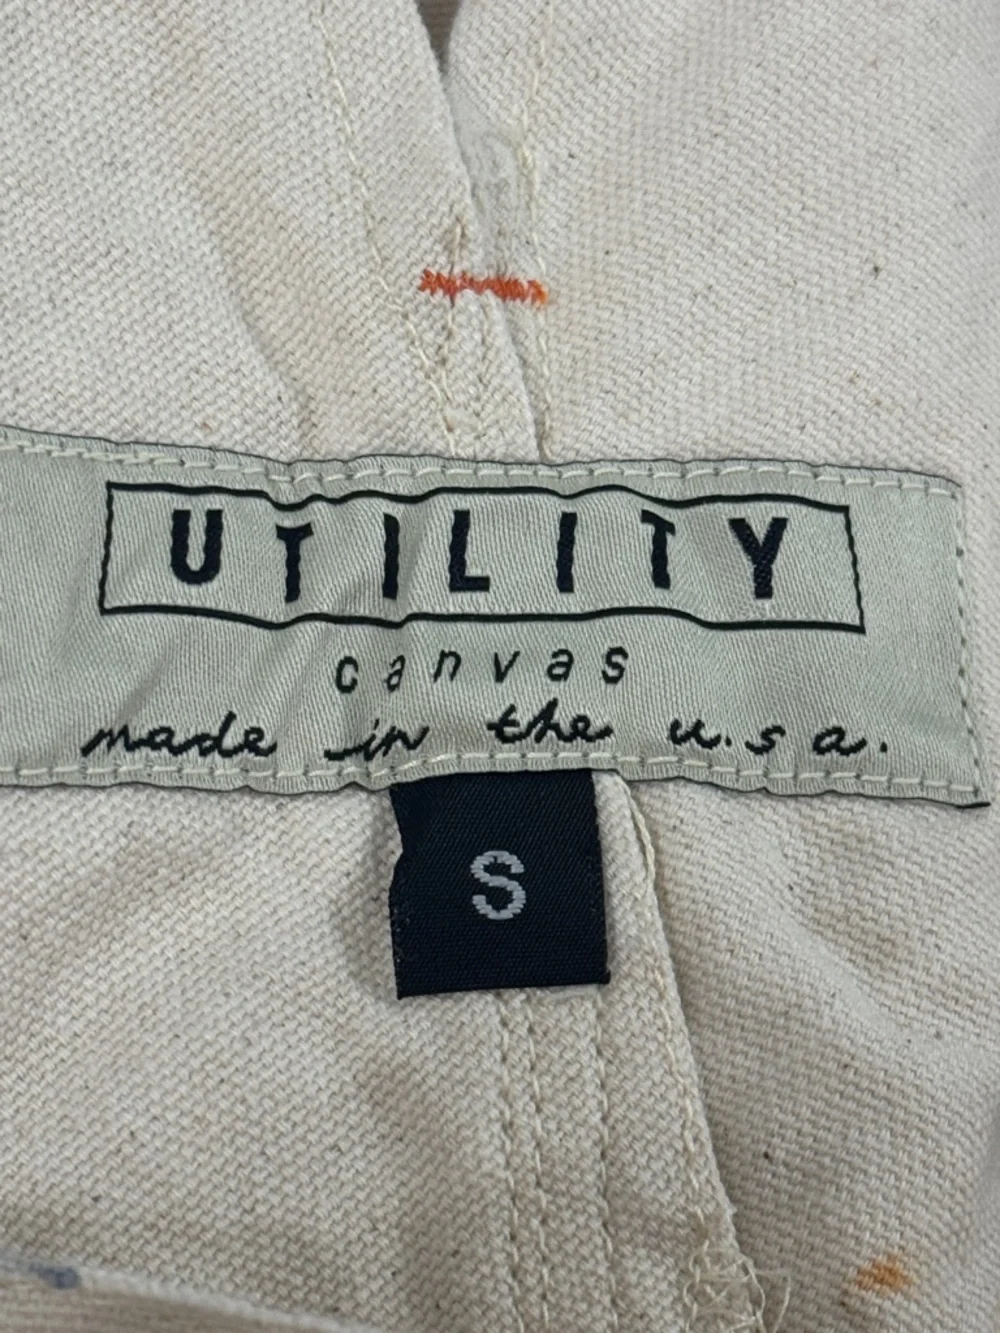 UTILITY
canvas
made in the u.s a.
S